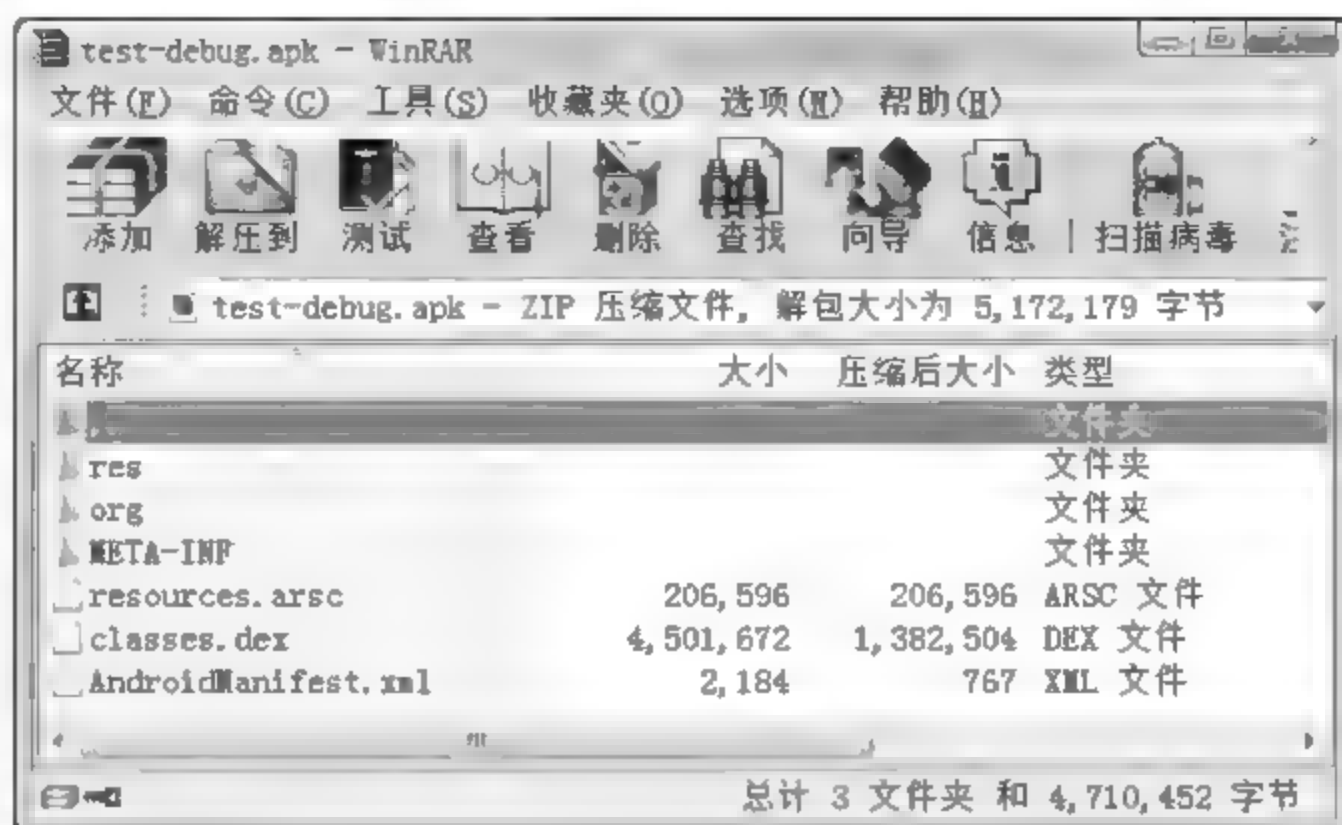 test-debug.apk - WinRAR
文件(F) 命令(C) 工具(S) 收藏夹(O) 选项(N) 帮助(H)
添加 解压到 测试 查看 删除 查找 向导 信息 扫描病毒
test-debug.apk - ZIP 压缩文件, 解包大小为 5,172,179 字节
名称 大小 压缩后大小 类型
文件夹
res 文件夹
org 文件夹
META-INF 文件夹
resources.arsc 206,596 206,596 ARSC 文件
classes.dex 4,501,672 1,382,504 DEX 文件
AndroidManifest.xml 2,184 767 XML 文件
总计 3 文件夹 和 4,710,452 字节